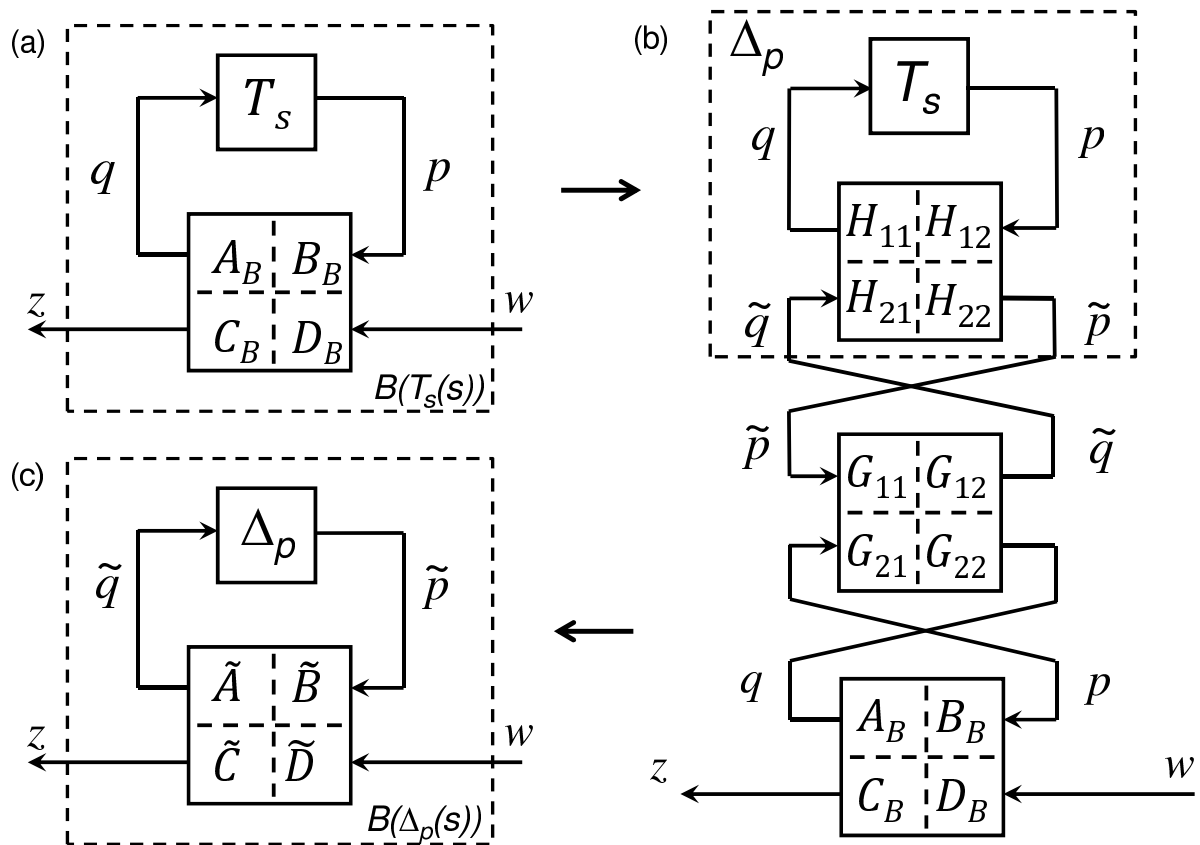 (a)
T_s
q
p
A_B B_B
z
w
C_B D_B
B(T_s(s))
(b)
Δ_p
T_s
q
p
H_11 H_12
H_21 H_22
q̃
p̃
p̃
q̃
G_11 G_12
G_21 G_22
q
p
A_B B_B
z
w
C_B D_B
(c)
Δ_p
q̃
p̃
Ã B̃
z
w
C̃ D̃
B(Δ_p(s))